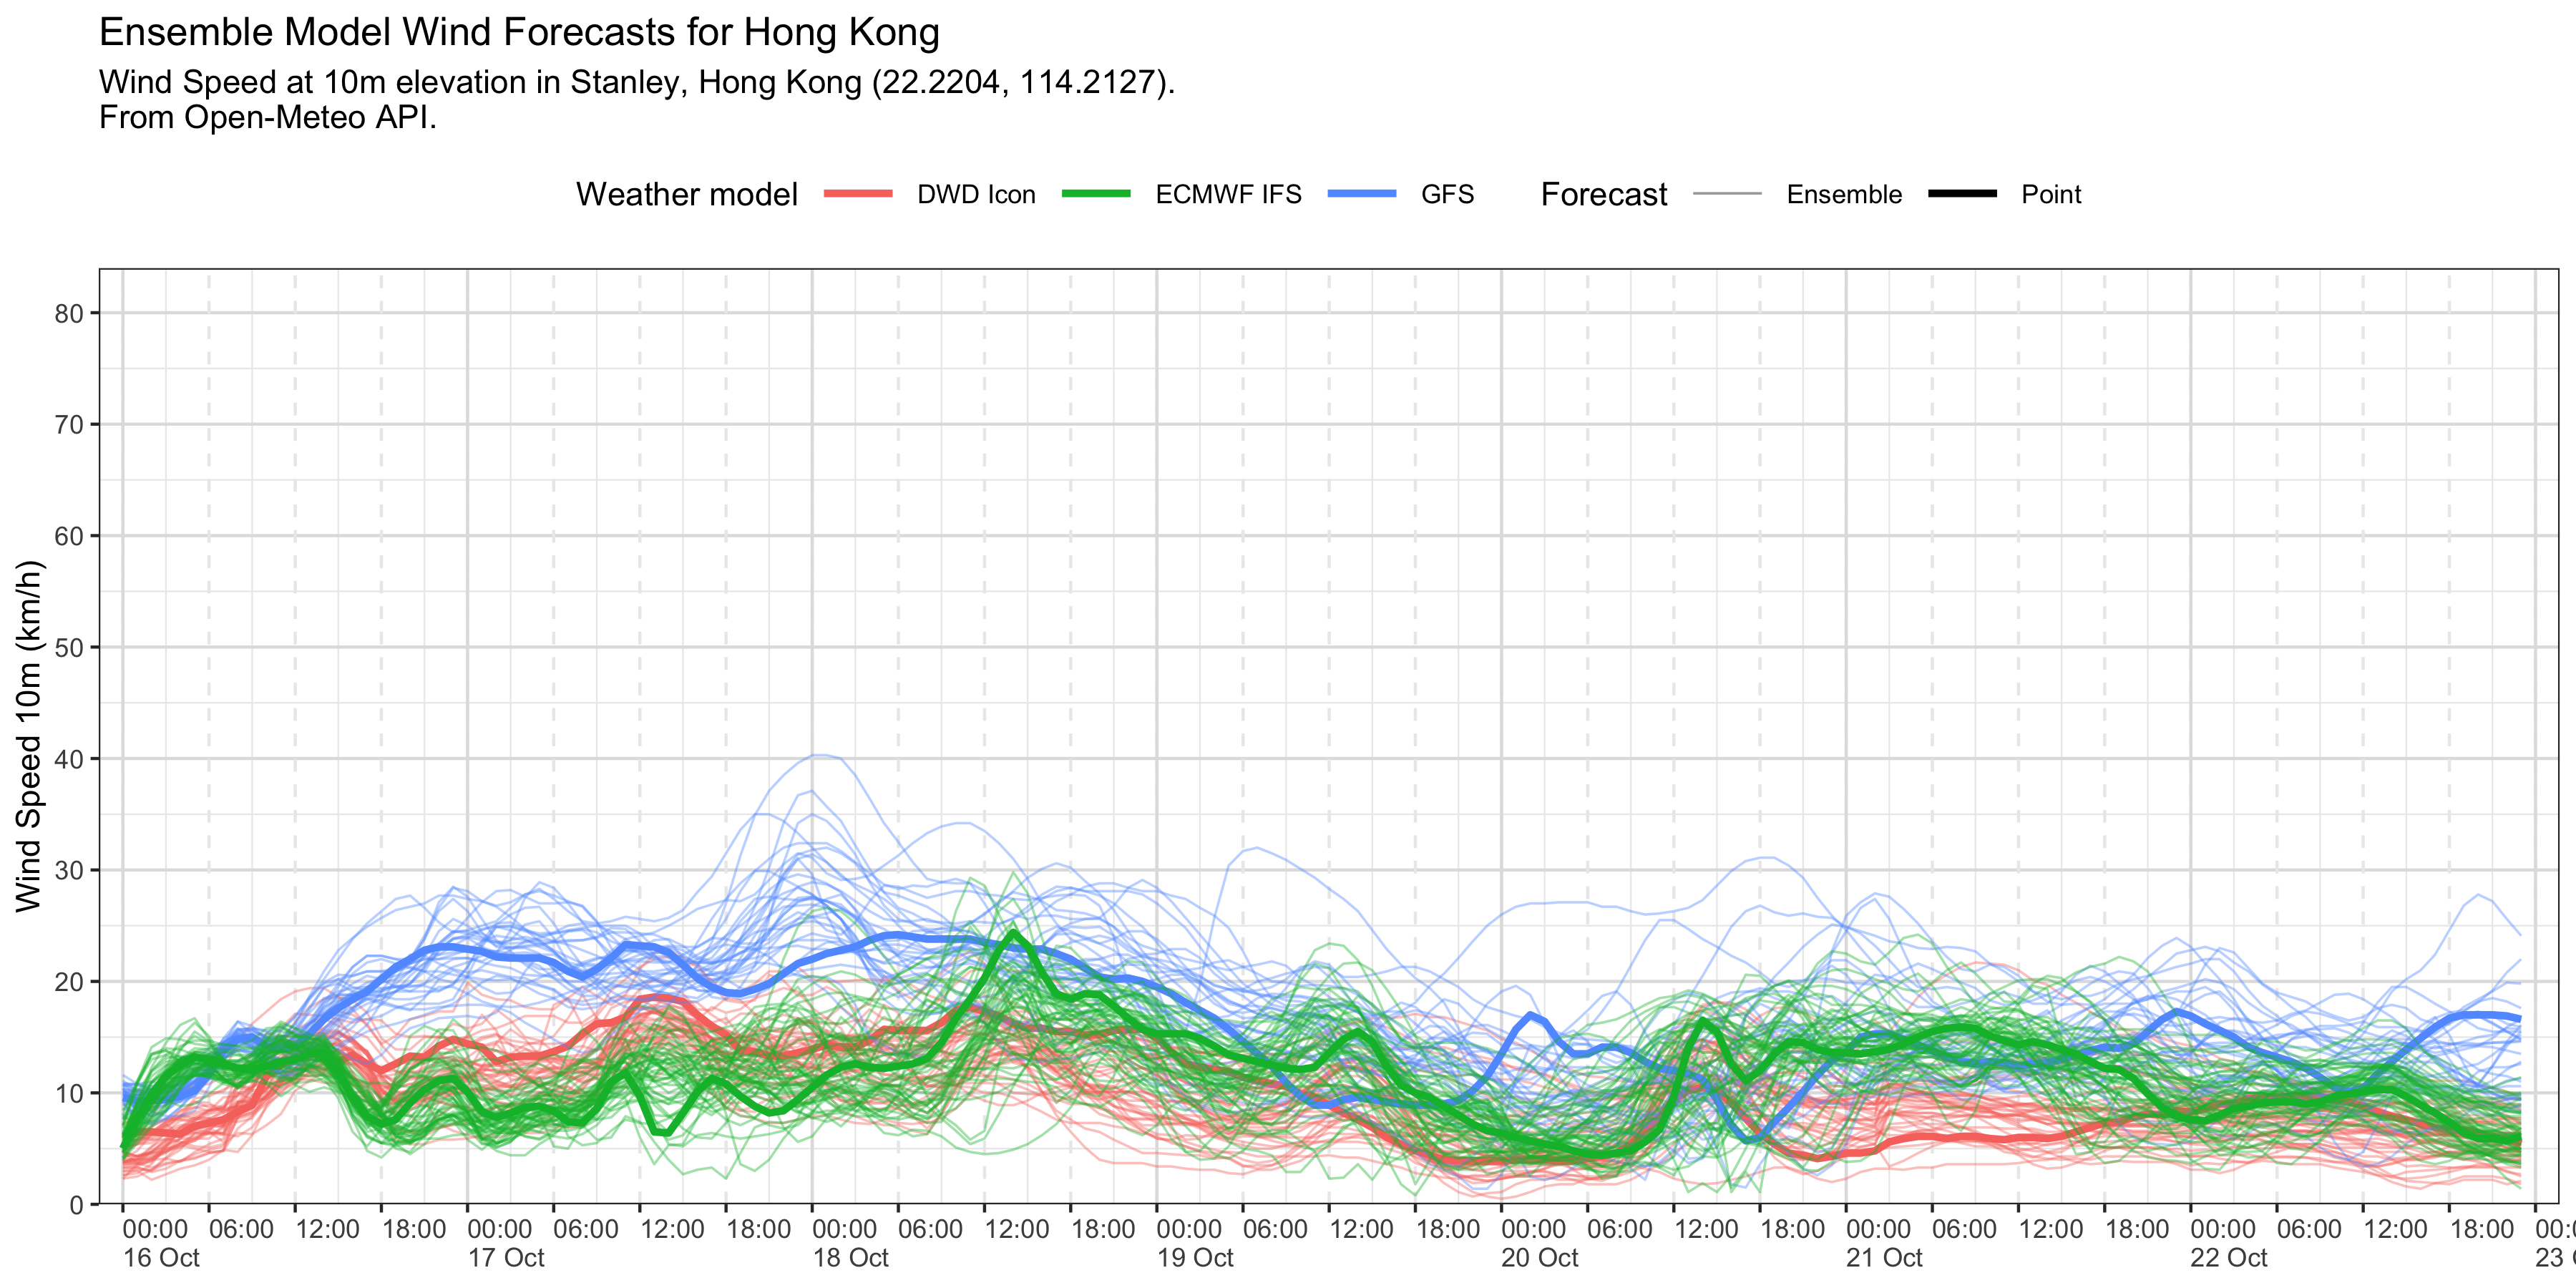 Ensemble Model Wind Forecasts for Hong Kong
Wind Speed at 10m elevation in Stanley, Hong Kong (22.2204, 114.2127).
From Open-Meteo API.
Weather model DWD Icon ECMWF IFS GFS Forecast Ensemble Point
Wind Speed 10m (km/h)
80
70
60
50
40
30
20
10
0
00:00 06:00 12:00 18:00 00:00 06:00 12:00 18:00 00:00 06:00 12:00 18:00 00:00 06:00 12:00 18:00 00:00 06:00 12:00 18:00 00:00 06:00 12:00 18:00 00:00 06:00 12:00 18:00 00:0
16 Oct 17 Oct 18 Oct 19 Oct 20 Oct 21 Oct 22 Oct 23